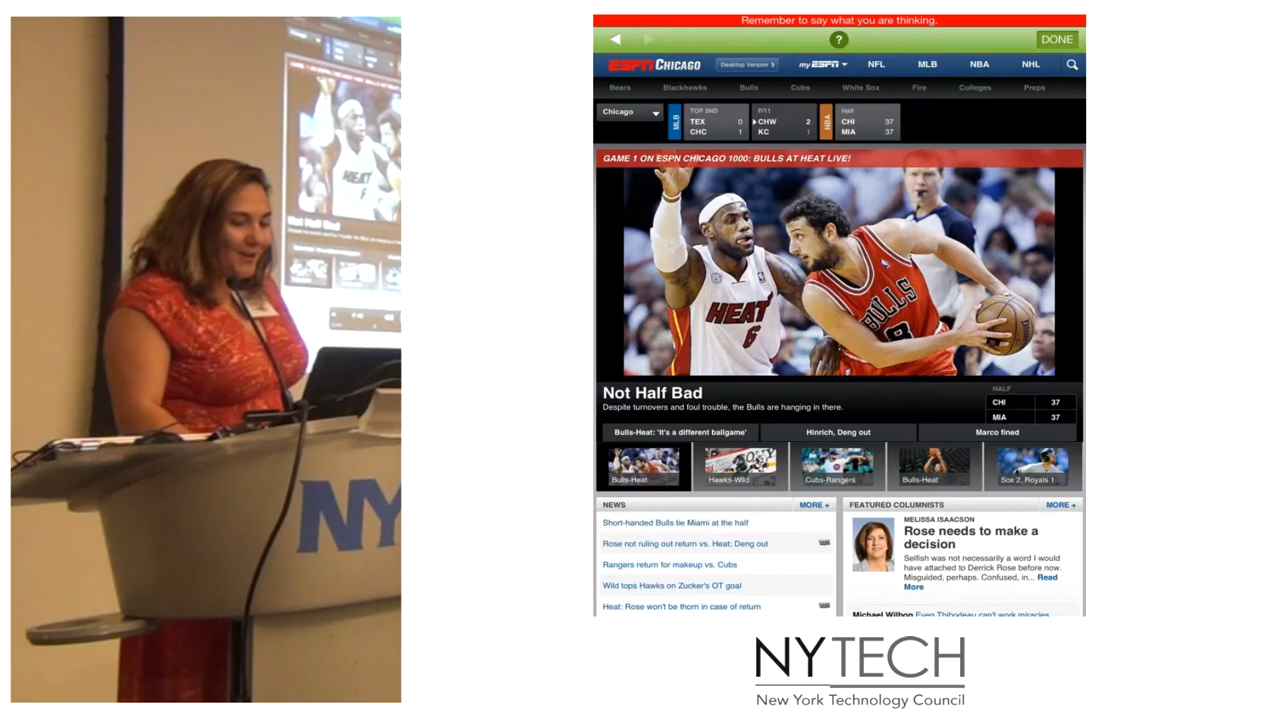 Not Half Bad
HEAT
6
NY
Remember to say what you are thinking.
?
DONE
ESPN CHICAGO
Desktop Version
my ESPN
NFL
MLB
NBA
NHL
Bears
Blackhawks
Bulls
Cubs
White Sox
Fire
Colleges
Preps
Chicago
MLB
TOP 2ND
TEX 0
CHC 1
F/11
CHW 2
KC 1
NBA
Half
CHI 37
MIA 37
GAME 1 ON ESPN CHICAGO 1000: BULLS AT HEAT LIVE!
HEAT
6
BULLS
Not Half Bad
Despite turnovers and foul trouble, the Bulls are hanging in there.
HALF
CHI 37
MIA 37
Bulls-Heat: 'It's a different ballgame'
Hinrich, Deng out
Marco fined
Bulls-Heat
Hawks-Wild
Cubs-Rangers
Bulls-Heat
Sox 2, Royals 1
NEWS
MORE +
Short-handed Bulls tie Miami at the half
Rose not ruling out return vs. Heat; Deng out
Rangers return for makeup vs. Cubs
Wild tops Hawks on Zucker's OT goal
Heat: Rose won't be thorn in case of return
FEATURED COLUMNISTS
MORE +
MELISSA ISAACSON
Rose needs to make a
decision
Selfish was not necessarily a word I would
have attached to Derrick Rose before now.
Misguided, perhaps. Confused, in... Read
More
Michael Wilbon Even Thibodeau can't work miracles
NYTECH
New York Technology Council